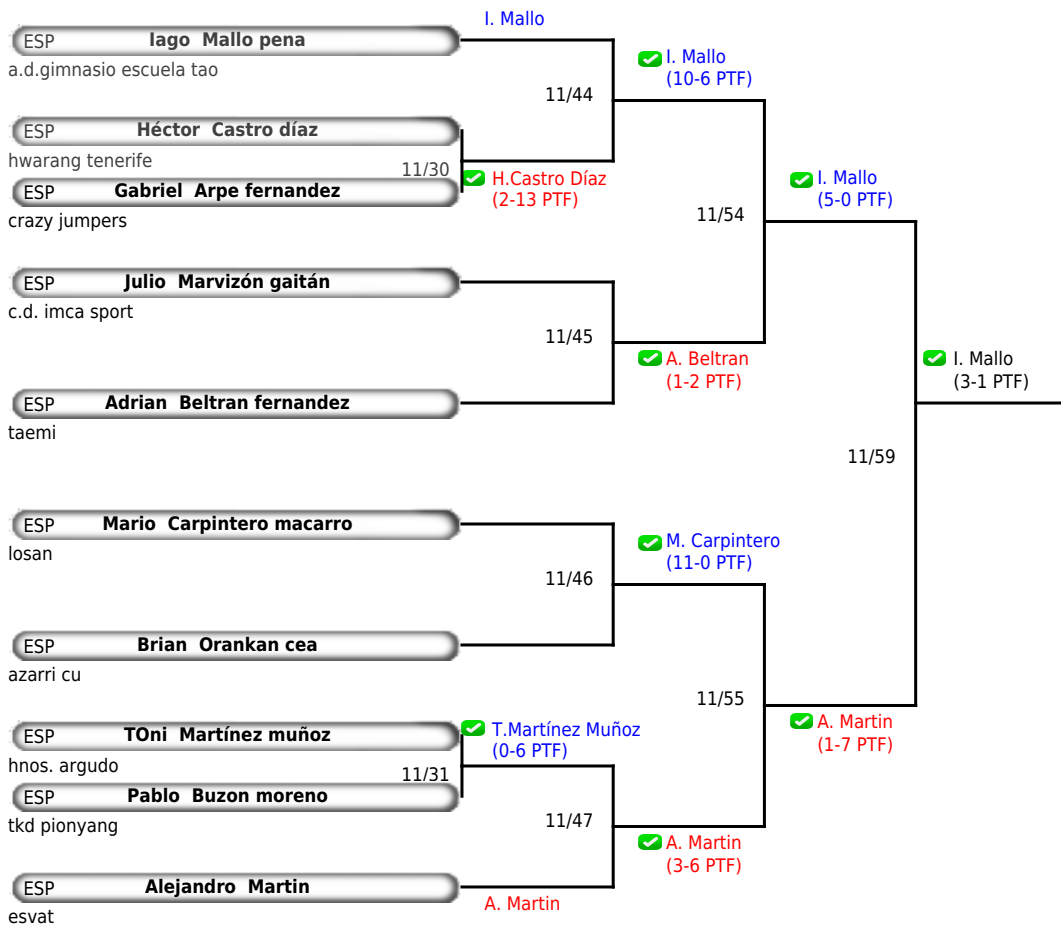 I. Mallo
ESP Iago Mallo pena
a.d.gimnasio escuela tao
I. Mallo
(10-6 PTF)
11/44
ESP Héctor Castro díaz
hwarang tenerife
11/30
H.Castro Díaz
(2-13 PTF)
ESP Gabriel Arpe fernandez
crazy jumpers
I. Mallo
(5-0 PTF)
11/54
ESP Julio Marvizón gaitán
c.d. imca sport
11/45
A. Beltran
(1-2 PTF)
I. Mallo
(3-1 PTF)
ESP Adrian Beltran fernandez
taemi
11/59
ESP Mario Carpintero macarro
losan
M. Carpintero
(11-0 PTF)
11/46
ESP Brian Orankan cea
azarri cu
11/55
A. Martin
(1-7 PTF)
ESP TOni Martínez muñoz
hnos. argudo
T.Martínez Muñoz
(0-6 PTF)
11/31
ESP Pablo Buzon moreno
tkd pionyang
11/47
A. Martin
(3-6 PTF)
ESP Alejandro Martin
esvat
A. Martin